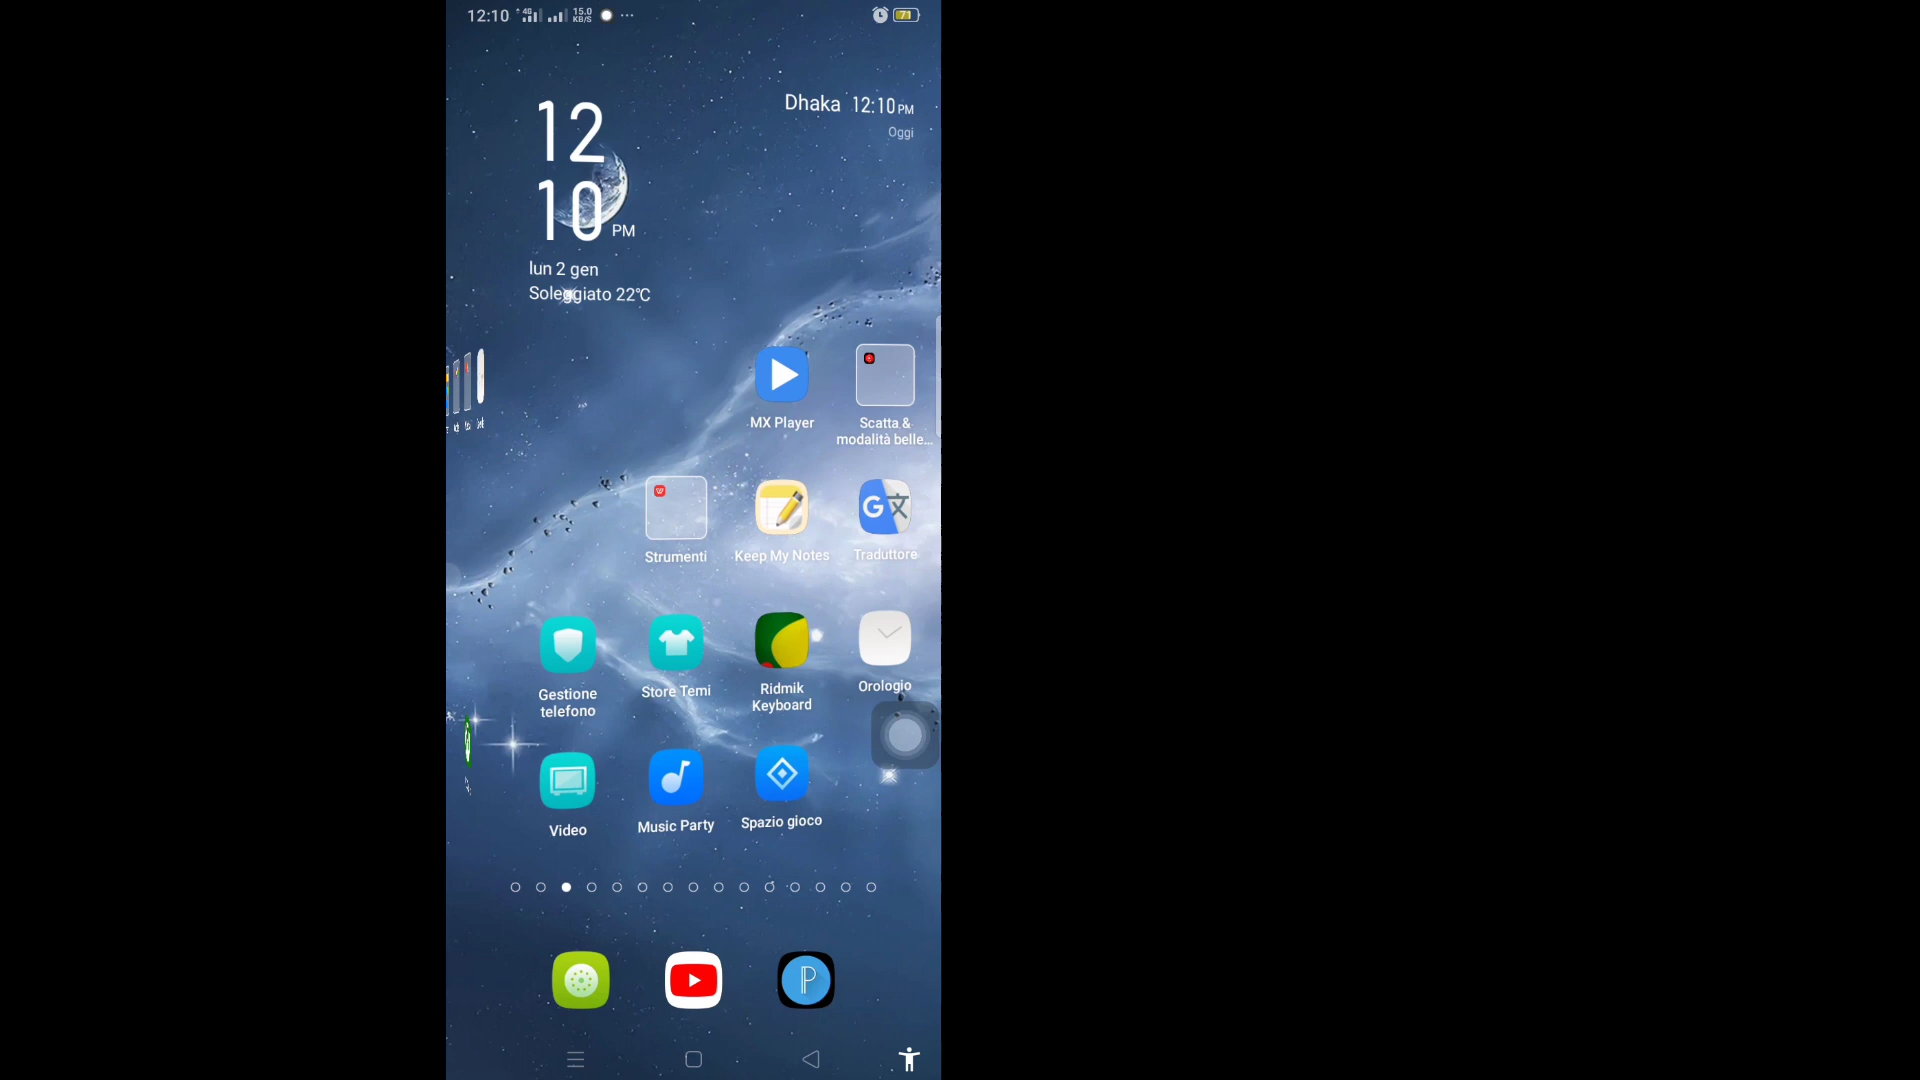 12:10 4G 15.0 KB/S ... 71
12
10 PM
Dhaka 12:10 PM
Oggi
lun 2 gen
Soleggiato 22°C
MX Player
Scatta &
modalità belle...
Strumenti
Keep My Notes
Traduttore
Gestione
telefono
Store Temi
Ridmik
Keyboard
Orologio
Video
Music Party
Spazio gioco